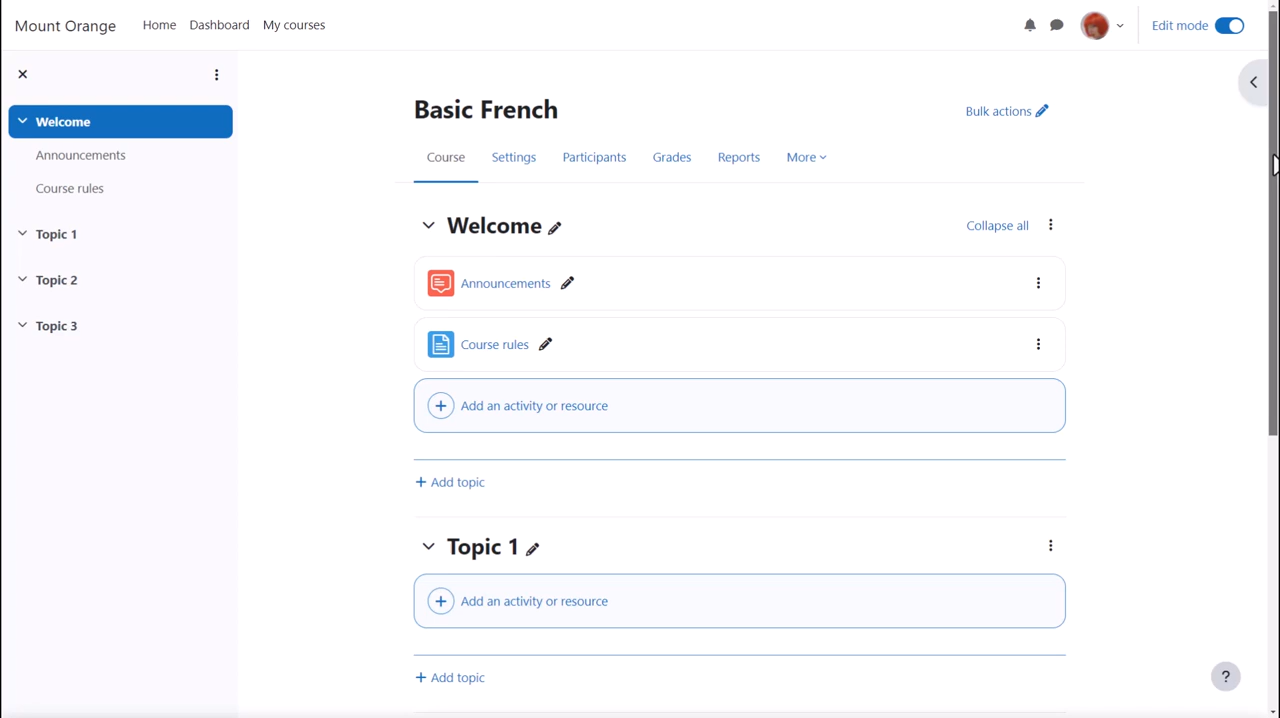 Mount Orange Home Dashboard My courses Edit mode
Welcome
Announcements
Course rules
Topic 1
Topic 2
Topic 3
Basic French Bulk actions
Course Settings Participants Grades Reports More
Welcome Collapse all
Announcements
Course rules
+ Add an activity or resource
+ Add topic
Topic 1
+ Add an activity or resource
+ Add topic
?